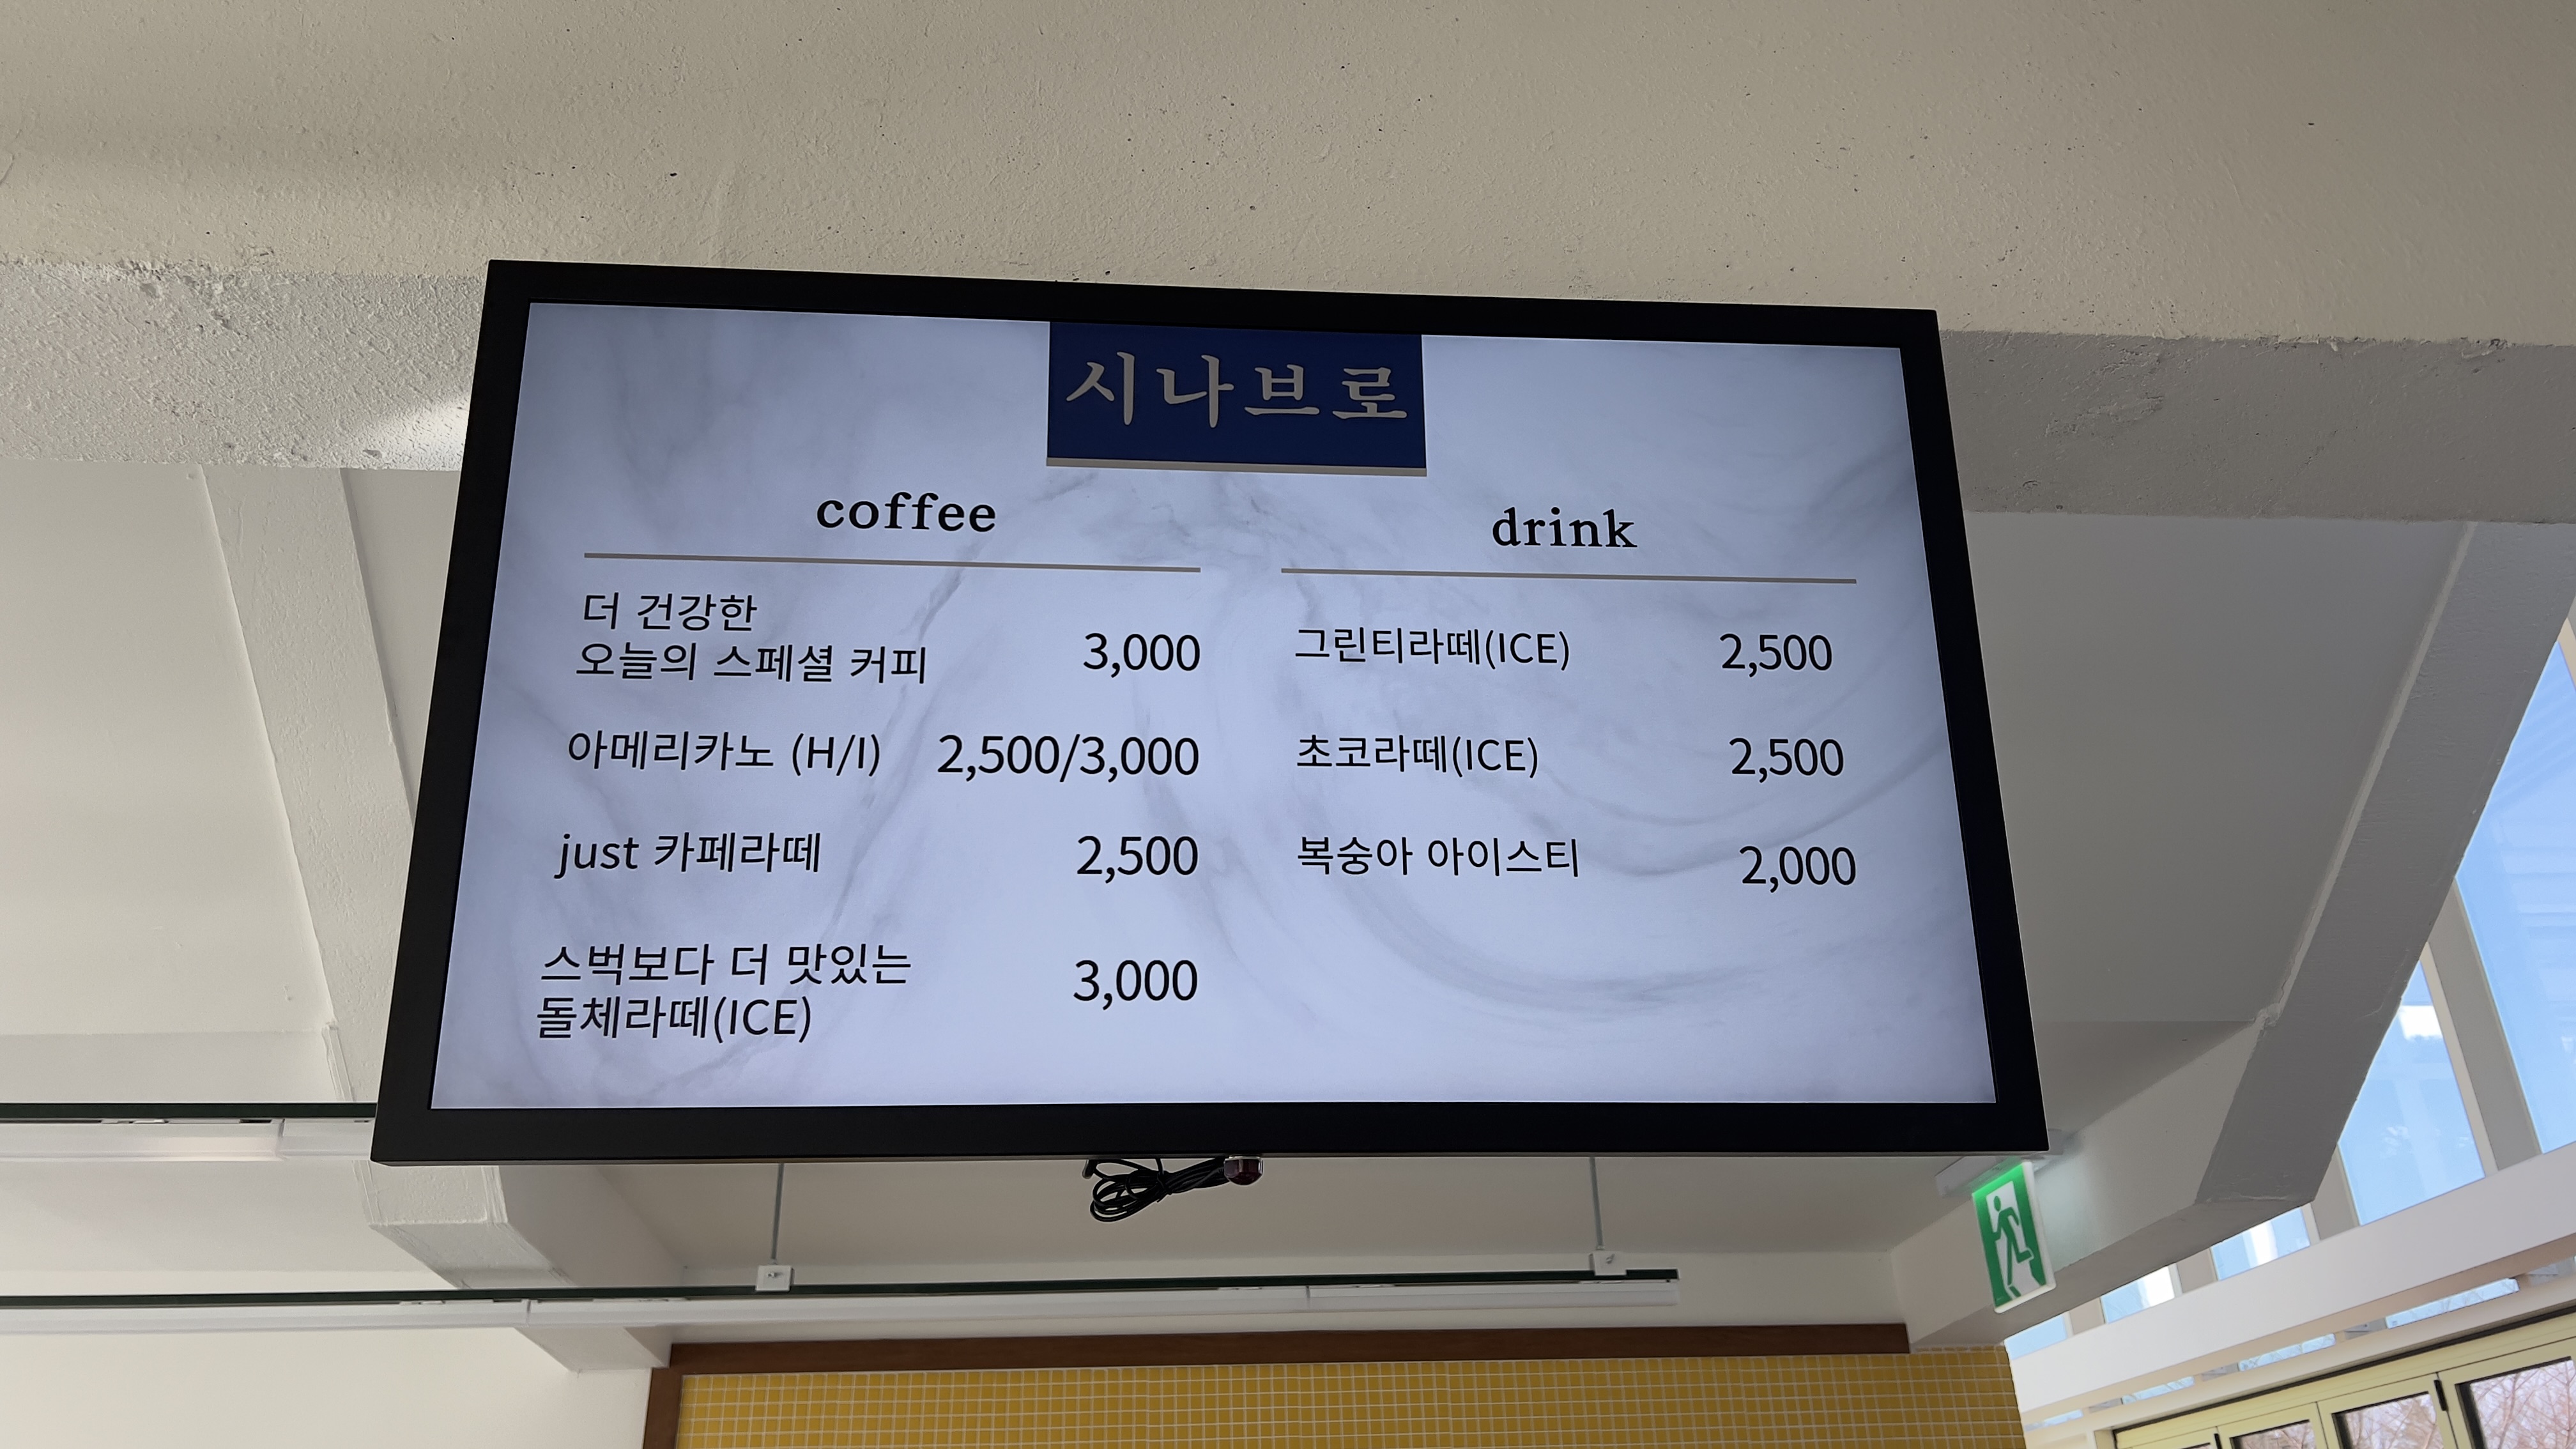 시나브로
coffee
더 건강한
오늘의 스페셜 커피 3,000
아메리카노 (H/I) 2,500/3,000
just 카페라떼 2,500
스벅보다 더 맛있는
돌체라떼(ICE) 3,000
drink
그린티라떼(ICE) 2,500
초코라떼(ICE) 2,500
복숭아 아이스티 2,000